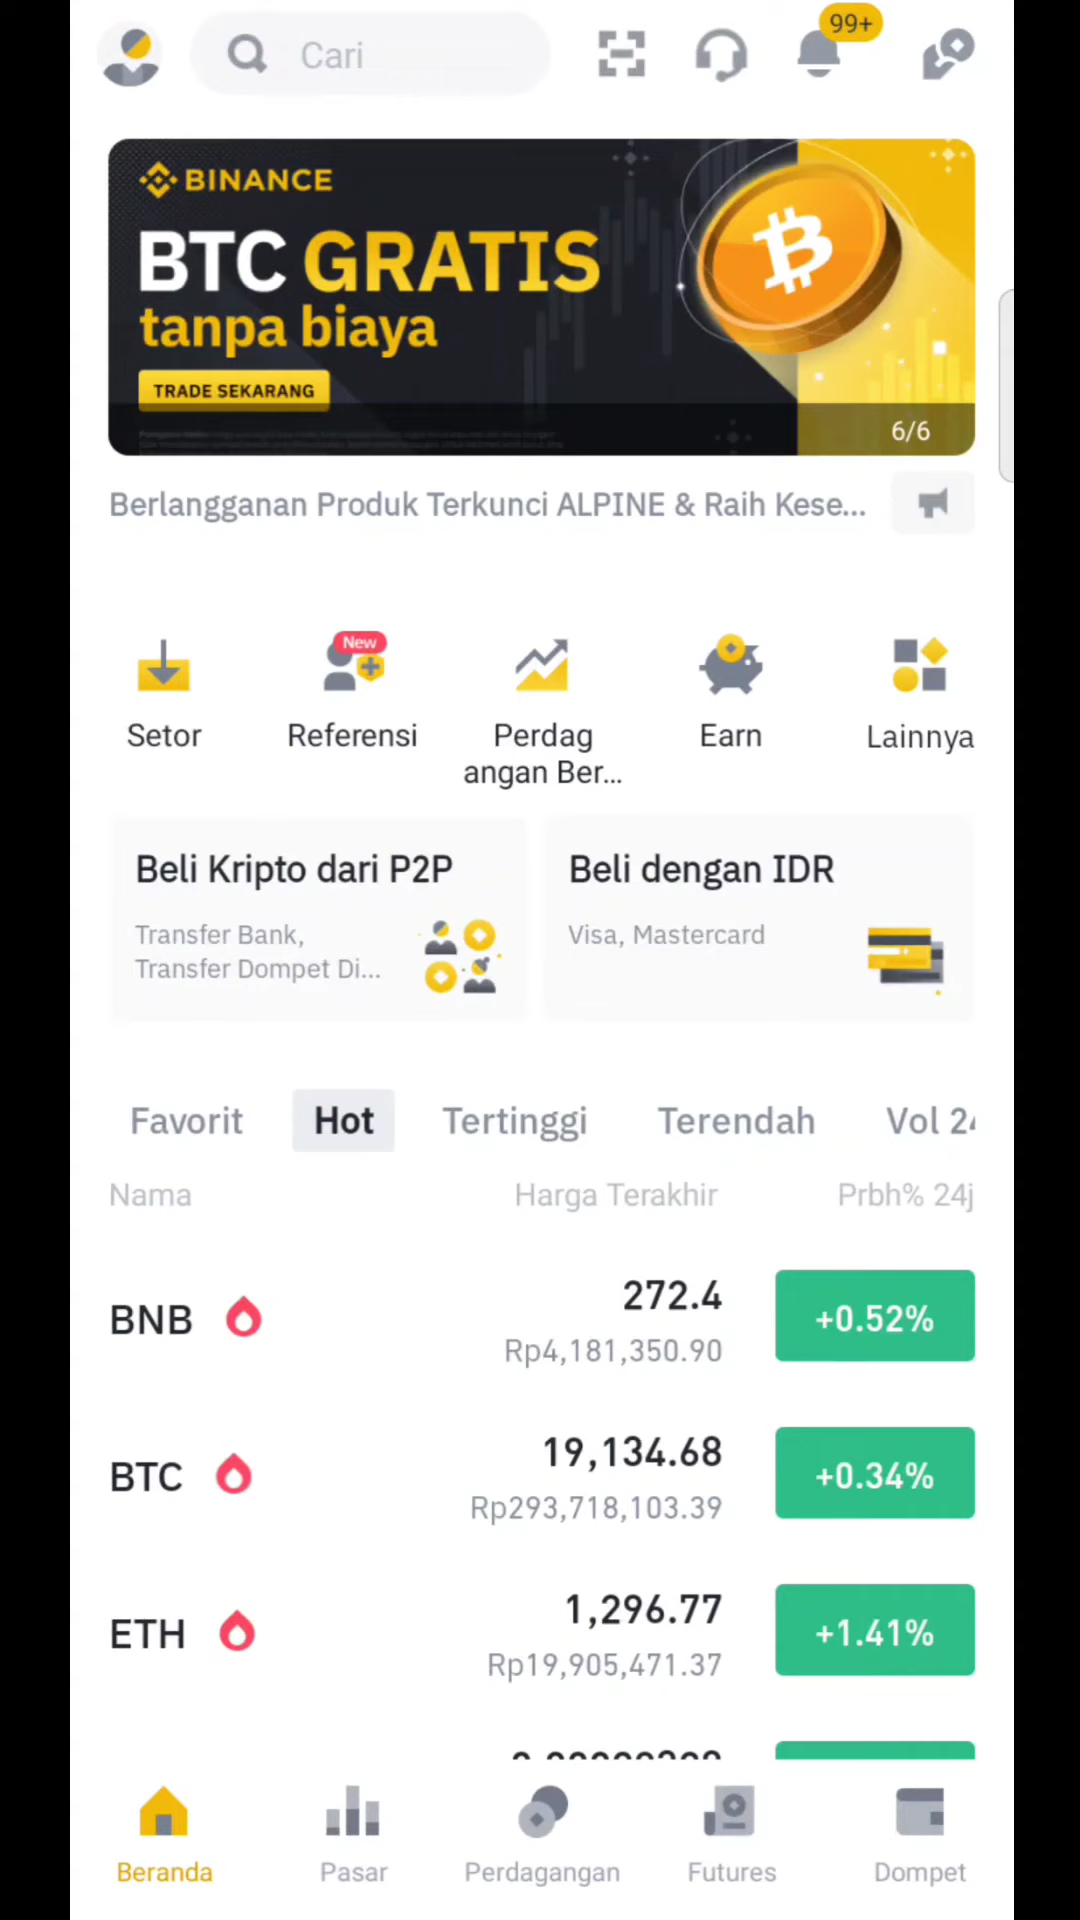 Cari
99+
BINANCE
BTC GRATIS
tanpa biaya
TRADE SEKARANG
6/6
Berlangganan Produk Terkunci ALPINE & Raih Kese...
New
Setor
Referensi
Perdag
angan Ber...
Earn
Lainnya
Beli Kripto dari P2P
Transfer Bank,
Transfer Dompet Di...
Beli dengan IDR
Visa, Mastercard
Favorit
Hot
Tertinggi
Terendah
Vol
Nama
Harga Terakhir
Prbh% 24j
BNB
272.4
+0.52%
Rp4,181,350.90
BTC
19,134.68
+0.34%
Rp293,718,103.39
ETH
1,296.77
+1.41%
Rp19,905,471.37
Beranda
Pasar
Perdagangan
Futures
Dompet